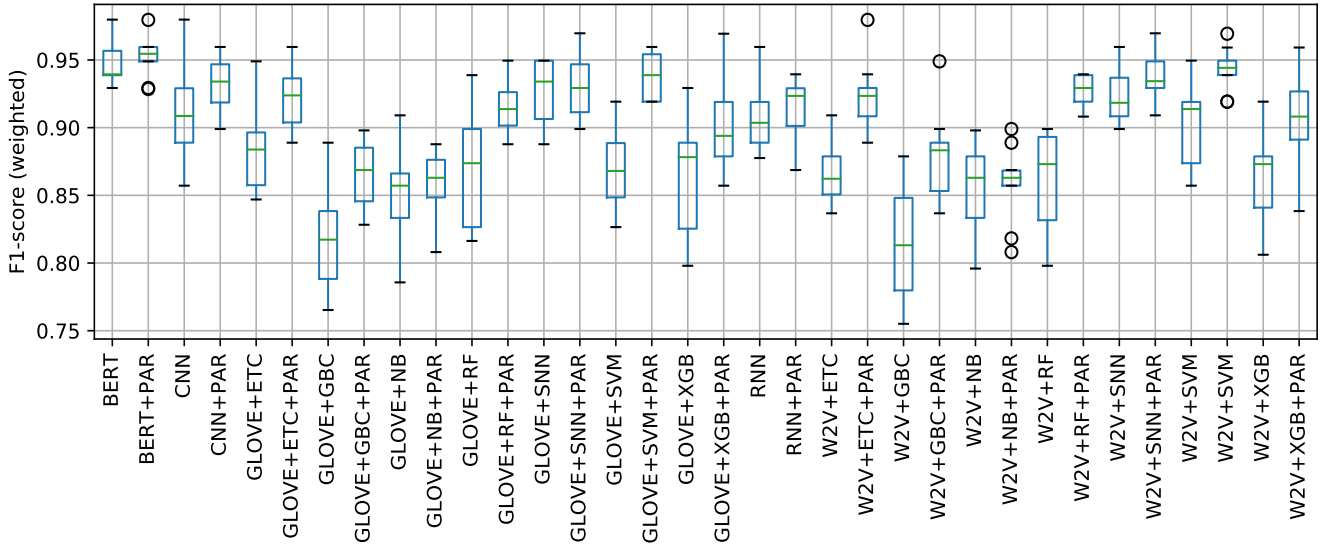 F1-score (weighted)
0.95
0.90
0.85
0.80
0.75
BERT
BERT+PAR
CNN
CNN+PAR
GLOVE+ETC
GLOVE+ETC+PAR
GLOVE+GBC
GLOVE+GBC+PAR
GLOVE+NB
GLOVE+NB+PAR
GLOVE+RF
GLOVE+RF+PAR
GLOVE+SNN
GLOVE+SNN+PAR
GLOVE+SVM
GLOVE+SVM+PAR
GLOVE+XGB
GLOVE+XGB+PAR
RNN
RNN+PAR
W2V+ETC
W2V+ETC+PAR
W2V+GBC
W2V+GBC+PAR
W2V+NB
W2V+NB+PAR
W2V+RF
W2V+RF+PAR
W2V+SNN
W2V+SNN+PAR
W2V+SVM
W2V+SVM
W2V+XGB
W2V+XGB+PAR